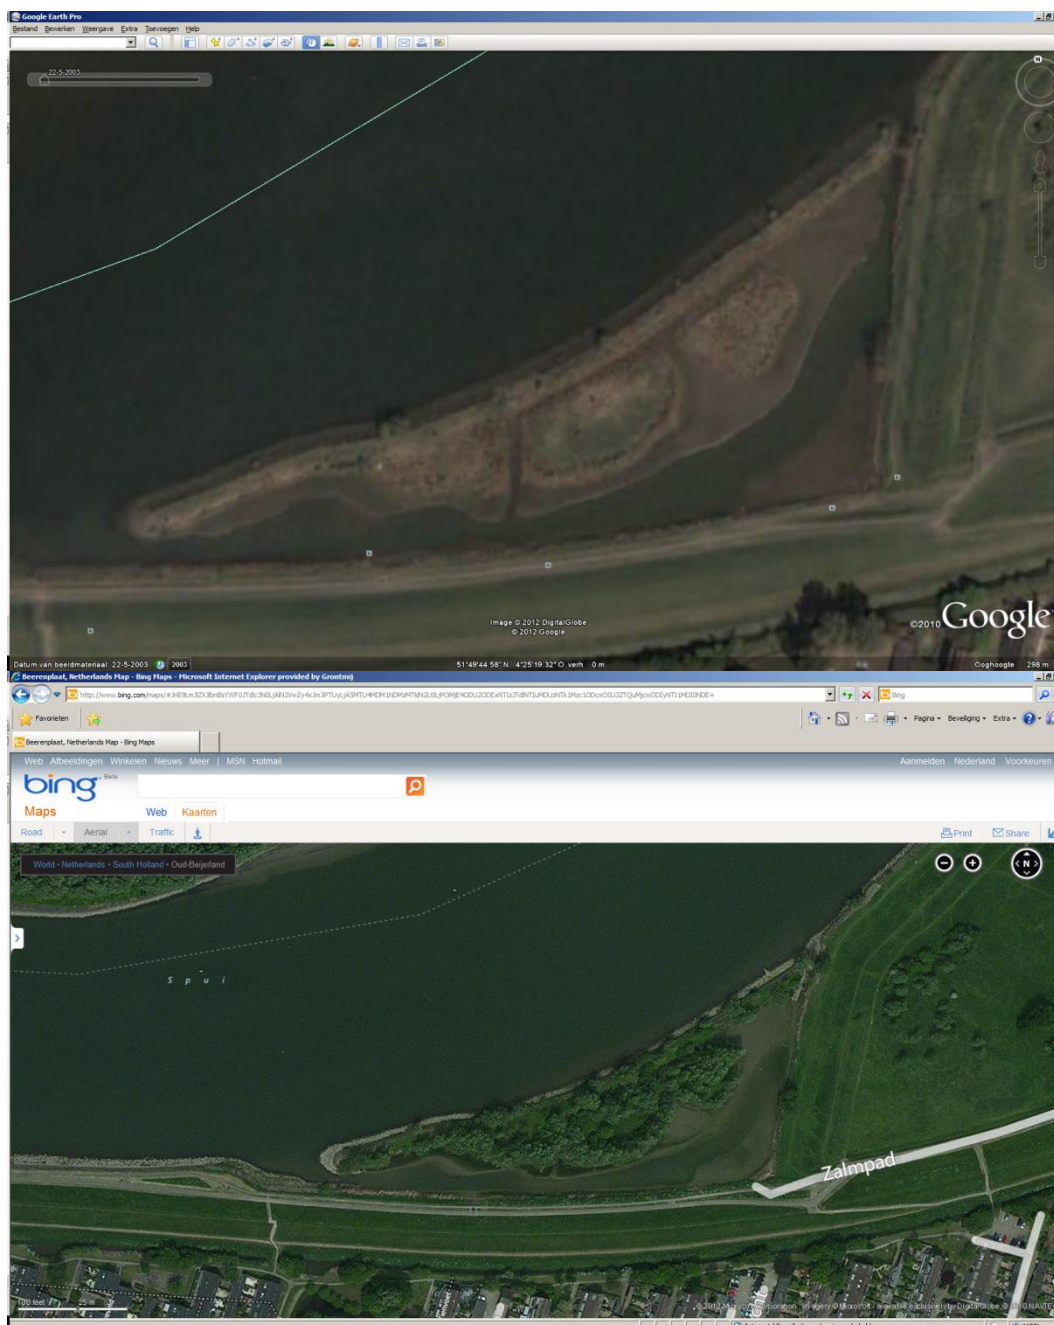 Google Earth Pro
Bestand Bewerken Weergave Extra Toevoegen Help
22-5-2003
N
Image © 2012 DigitalGlobe
© 2012 Google
©2010 Google
Datum van beeldmateriaal 22-5-2003 2003 51°49'44 58" N 4°25'19.32" O verh 0 m Ooghoogte 298 m
Beerenplaat, Netherlands Map - Bing Maps - Microsoft Internet Explorer provided by Grontmij
Bing
Favorieten
Pagina Beveiliging Extra
Beerenplaat, Netherlands Map - Bing Maps
Web Afbeeldingen Winkelen Nieuws Meer | MSN Hotmail Aanmelden Nederland Voorkeuren
bing Beta
Maps Web Kaarten
Road Aerial Traffic Print Share
World • Netherlands • South Holland • Oud-Beijerland
N
Spui
Zalmpad
100 feet 25 m